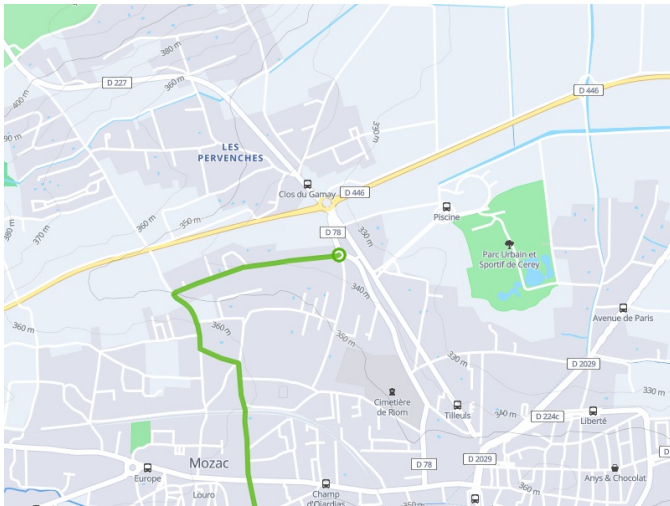 380 m
D 227
360 m
400 m
D 446
390 m
LES
PERVENCHES
Clos du Gamay
D 446
Piscine
360 m
350 m
380 m
370 m
D 78
330 m
Parc Urbain et
Sportif de Cerey
340 m
360 m
360 m
350 m
Avenue de Paris
330 m
D 2029
330 m
Cimetière
de Riom
Tilleuls
340 m
D 224c
Liberté
Mozac
D 78
D 2029
Europe
Louro
Champ
d'Ojardias
360 m
Anys & Chocolat
350 m